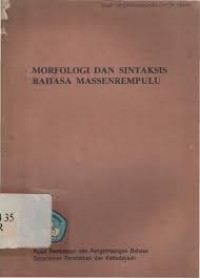 MORFOLOGI DAN SINTAKSIS
BAHASA MASSENREMPULU
35
R
Pusat Pembinaan dan Pengembangan Bahasa
Departemen Pendidikan dan Kebudayaan